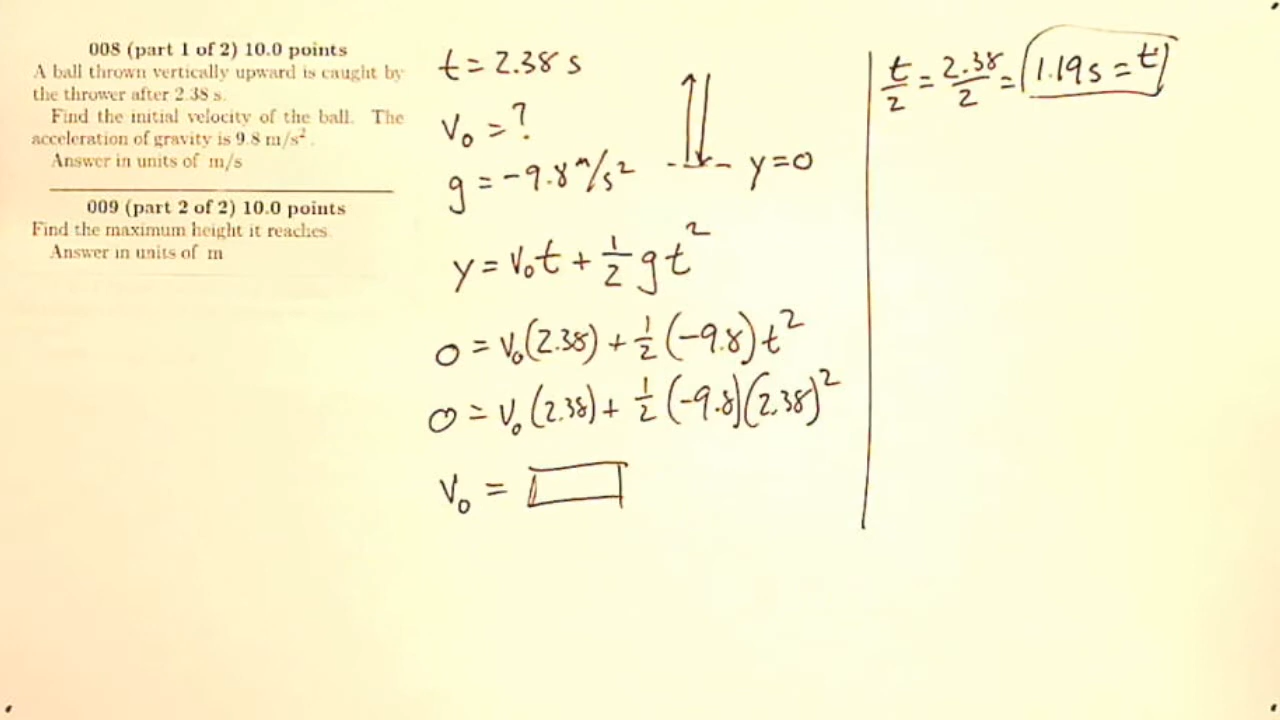 008 (part 1 of 2) 10.0 points
A ball thrown vertically upward is caught by
the thrower after 2.38 s.
Find the initial velocity of the ball. The
acceleration of gravity is 9.8 m/s².
Answer in units of m/s
009 (part 2 of 2) 10.0 points
Find the maximum height it reaches.
Answer in units of m
t = 2.38 s
v₀ = ?
g = -9.8 m/s²
y = 0
y = v₀t + 1/2 gt²
0 = v₀(2.38) + 1/2 (-9.8)t²
0 = v₀(2.38) + 1/2 (-9.8)(2.38)²
v₀ =
t/2 = 2.38/2 = 1.19 s = t